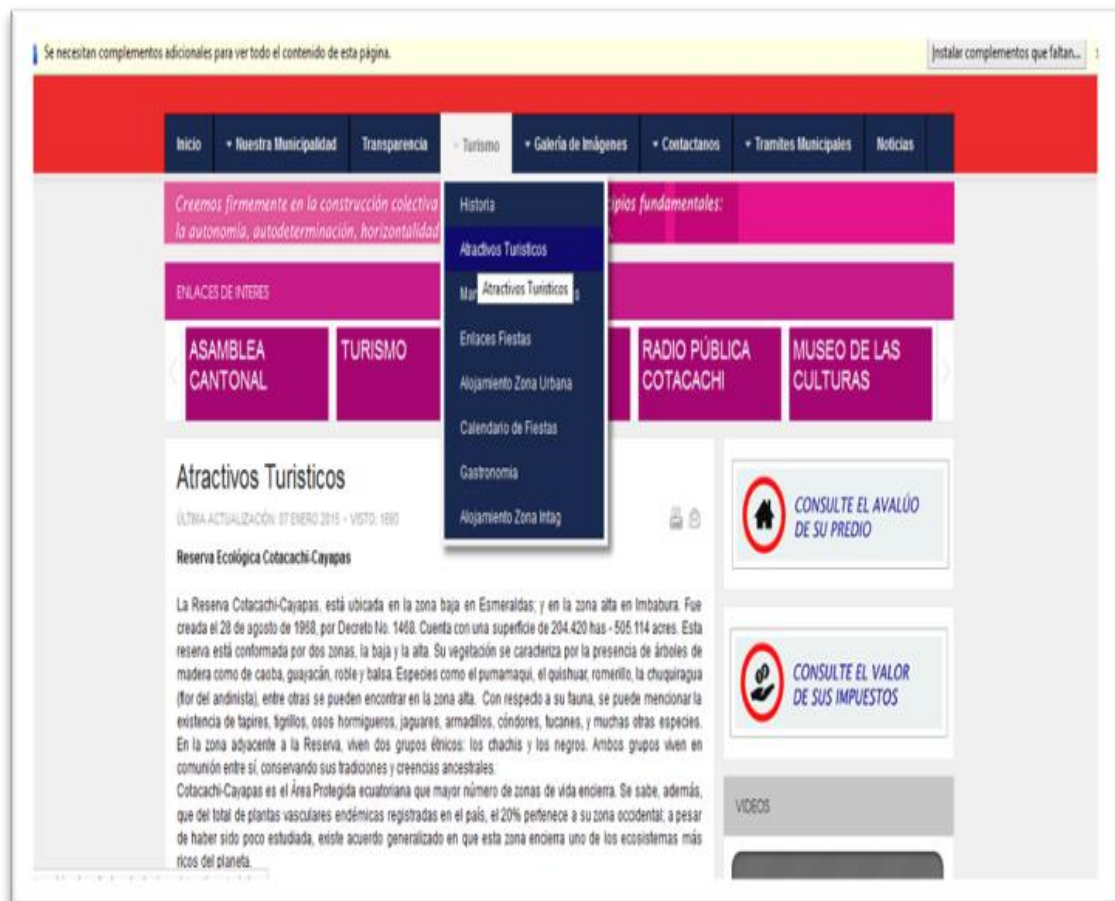 Se necesitan complementos adicionales para ver todo el contenido de esta página.
Instalar complementos que faltan...
Inicio
Nuestra Municipalidad
Transparencia
Turismo
Galería de Imágenes
Contactanos
Tramites Municipales
Noticias
Creemos firmemente en la construcción colectiva
cipios fundamentales:
la autonomía, autodeterminación, horizontalidad
Historia
Atractivos Turisticos
Atractivos Turisticos
Enlaces Fiestas
Alojamiento Zona Urbana
Calendario de Fiestas
Gastronomia
Alojamiento Zona Intag
ENLACES DE INTERES
ASAMBLEA
CANTONAL
TURISMO
RADIO PÚBLICA
COTACACHI
MUSEO DE LAS
CULTURAS
Atractivos Turisticos
ÚLTIMA ACTUALIZACIÓN: 07 ENERO 2015
VISTO: 1690
Reserva Ecológica Cotacachi-Cayapas
La Reserva Cotacachi-Cayapas, está ubicada en la zona baja en Esmeraldas; y en la zona alta en Imbabura. Fue
creada el 28 de agosto de 1968, por Decreto No. 1468. Cuenta con una superficie de 204.420 has - 505.114 acres. Esta
reserva está conformada por dos zonas, la baja y la alta. Su vegetación se caracteriza por la presencia de árboles de
madera como de caoba, guayacán, roble y balsa. Especies como el pumamaqui, el quishuar, romerillo, la chuquiragua
(flor del andinista), entre otras se pueden encontrar en la zona alta. Con respecto a su fauna, se puede mencionar la
existencia de tapires, tigrillos, osos hormigueros, jaguares, armadillos, cóndores, tucanes, y muchas otras especies.
En la zona adyacente a la Reserva, viven dos grupos étnicos: los chachis y los negros. Ambos grupos viven en
comunión entre sí, conservando sus tradiciones y creencias ancestrales.
Cotacachi-Cayapas es el Área Protegida ecuatoriana que mayor número de zonas de vida encierra. Se sabe, además,
que del total de plantas vasculares endémicas registradas en el país, el 20% pertenece a su zona occidental; a pesar
de haber sido poco estudiada, existe acuerdo generalizado en que esta zona encierra uno de los ecosistemas más
ricos del planeta.
CONSULTE EL AVALÚO
DE SU PREDIO
CONSULTE EL VALOR
DE SUS IMPUESTOS
VIDEOS